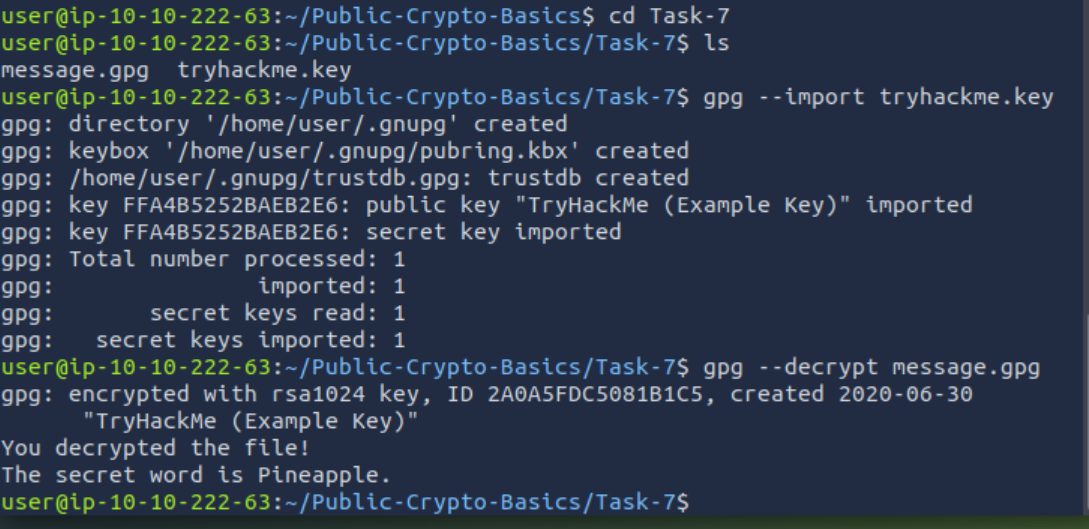 user@ip-10-10-222-63:~/Public-Crypto-Basics$ cd Task-7
user@ip-10-10-222-63:~/Public-Crypto-Basics/Task-7$ ls
message.gpg  tryhackme.key
user@ip-10-10-222-63:~/Public-Crypto-Basics/Task-7$ gpg --import tryhackme.key
gpg: directory '/home/user/.gnupg' created
gpg: keybox '/home/user/.gnupg/pubring.kbx' created
gpg: /home/user/.gnupg/trustdb.gpg: trustdb created
gpg: key FFA4B5252BAEB2E6: public key "TryHackMe (Example Key)" imported
gpg: key FFA4B5252BAEB2E6: secret key imported
gpg: Total number processed: 1
gpg:               imported: 1
gpg:       secret keys read: 1
gpg:   secret keys imported: 1
user@ip-10-10-222-63:~/Public-Crypto-Basics/Task-7$ gpg --decrypt message.gpg
gpg: encrypted with rsa1024 key, ID 2A0A5FDC5081B1C5, created 2020-06-30
      "TryHackMe (Example Key)"
You decrypted the file!
The secret word is Pineapple.
user@ip-10-10-222-63:~/Public-Crypto-Basics/Task-7$